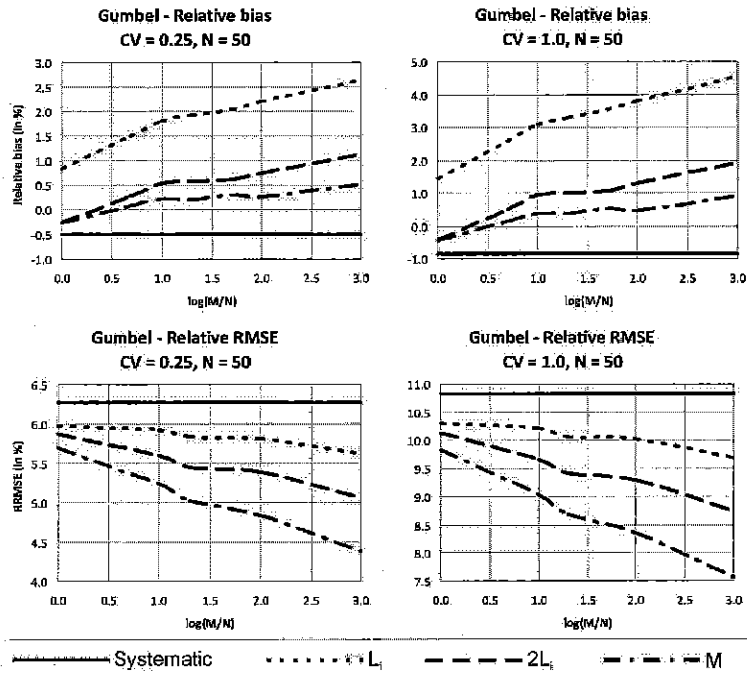 Gumbel - Relative bias
CV = 0.25, N = 50
Relative bias (in %)
3.0
2.5
2.0
1.5
1.0
0.5
0.0
-0.5
-1.0
0.0 0.5 1.0 1.5 2.0 2.5 3.0
log(M/N)
Gumbel - Relative bias
CV = 1.0, N = 50
5.0
4.0
3.0
2.0
1.0
0.0
-1.0
0.0 0.5 1.0 1.5 2.0 2.5 3.0
log(M/N)
Gumbel - Relative RMSE
CV = 0.25, N = 50
RRMSE (in %)
6.5
6.0
5.5
5.0
4.5
4.0
0.0 0.5 1.0 1.5 2.0 2.5 3.0
log(M/N)
Gumbel - Relative RMSE
CV = 1.0, N = 50
11.0
10.5
10.0
9.5
9.0
8.5
8.0
7.5
0.0 0.5 1.0 1.5 2.0 2.5 3.0
log(M/N)
Systematic Li 2Li M